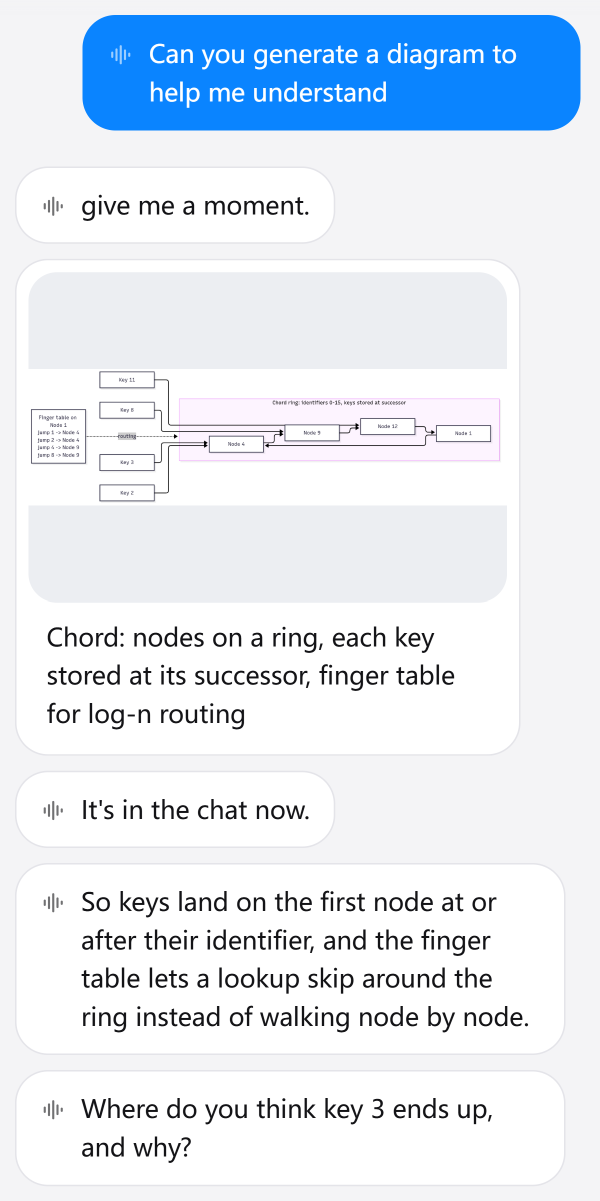 Can you generate a diagram to
help me understand
give me a moment.
Key 11
Key 8
Finger table on
Node 1
Jump 1 -> Node 4
Jump 2 -> Node 4
Jump 4 -> Node 9
Jump 8 -> Node 9
routing
Key 3
Key 2
Chord ring: identifiers 0-15, keys stored at successor
Node 4
Node 9
Node 12
Node 1
Chord: nodes on a ring, each key
stored at its successor, finger table
for log-n routing
It's in the chat now.
So keys land on the first node at or
after their identifier, and the finger
table lets a lookup skip around the
ring instead of walking node by node.
Where do you think key 3 ends up,
and why?